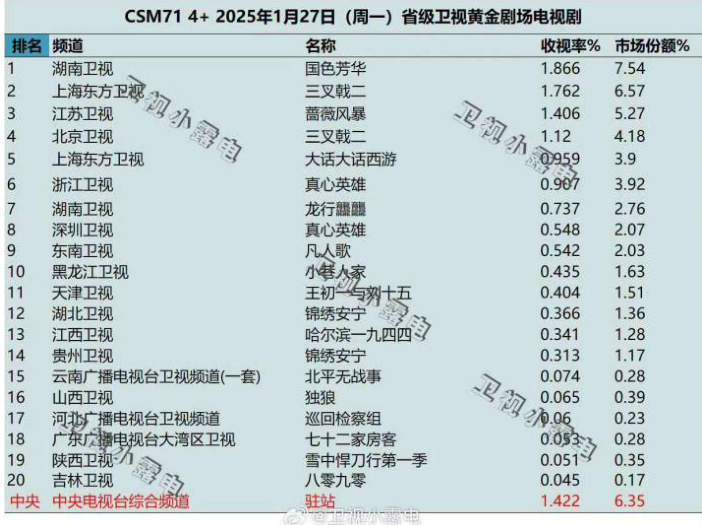 CSM71 4+ 2025年1月27日（周一）省级卫视黄金剧场电视剧
排名 频道 名称 收视率% 市场份额%
1 湖南卫视 国色芳华 1.866 7.54
2 上海东方卫视 三叉戟二 1.762 6.57
3 江苏卫视 蔷薇风暴 1.406 5.27
4 北京卫视 三叉戟二 1.12 4.18
5 上海东方卫视 大话大话西游 0.959 3.9
6 浙江卫视 真心英雄 0.907 3.92
7 湖南卫视 龙行龘龘 0.737 2.76
8 深圳卫视 真心英雄 0.548 2.07
9 东南卫视 凡人歌 0.542 2.03
10 黑龙江卫视 小巷人家 0.435 1.63
11 天津卫视 王初一与刘十五 0.404 1.51
12 湖北卫视 锦绣安宁 0.366 1.36
13 江西卫视 哈尔滨一九四四 0.341 1.28
14 贵州卫视 锦绣安宁 0.313 1.17
15 云南广播电视台卫视频道(一套) 北平无战事 0.074 0.28
16 山西卫视 独狼 0.065 0.39
17 河北广播电视台卫视频道 巡回检察组 0.06 0.23
18 广东广播电视台大湾区卫视 七十二家房客 0.053 0.28
19 陕西卫视 雪中悍刀行第一季 0.051 0.35
20 吉林卫视 八零九零 0.045 0.17
中央 中央电视台综合频道 驻站 1.422 6.35
卫视小露电
卫视小露电
卫视小露电
卫视小露电
卫视小露电
@卫视小露电